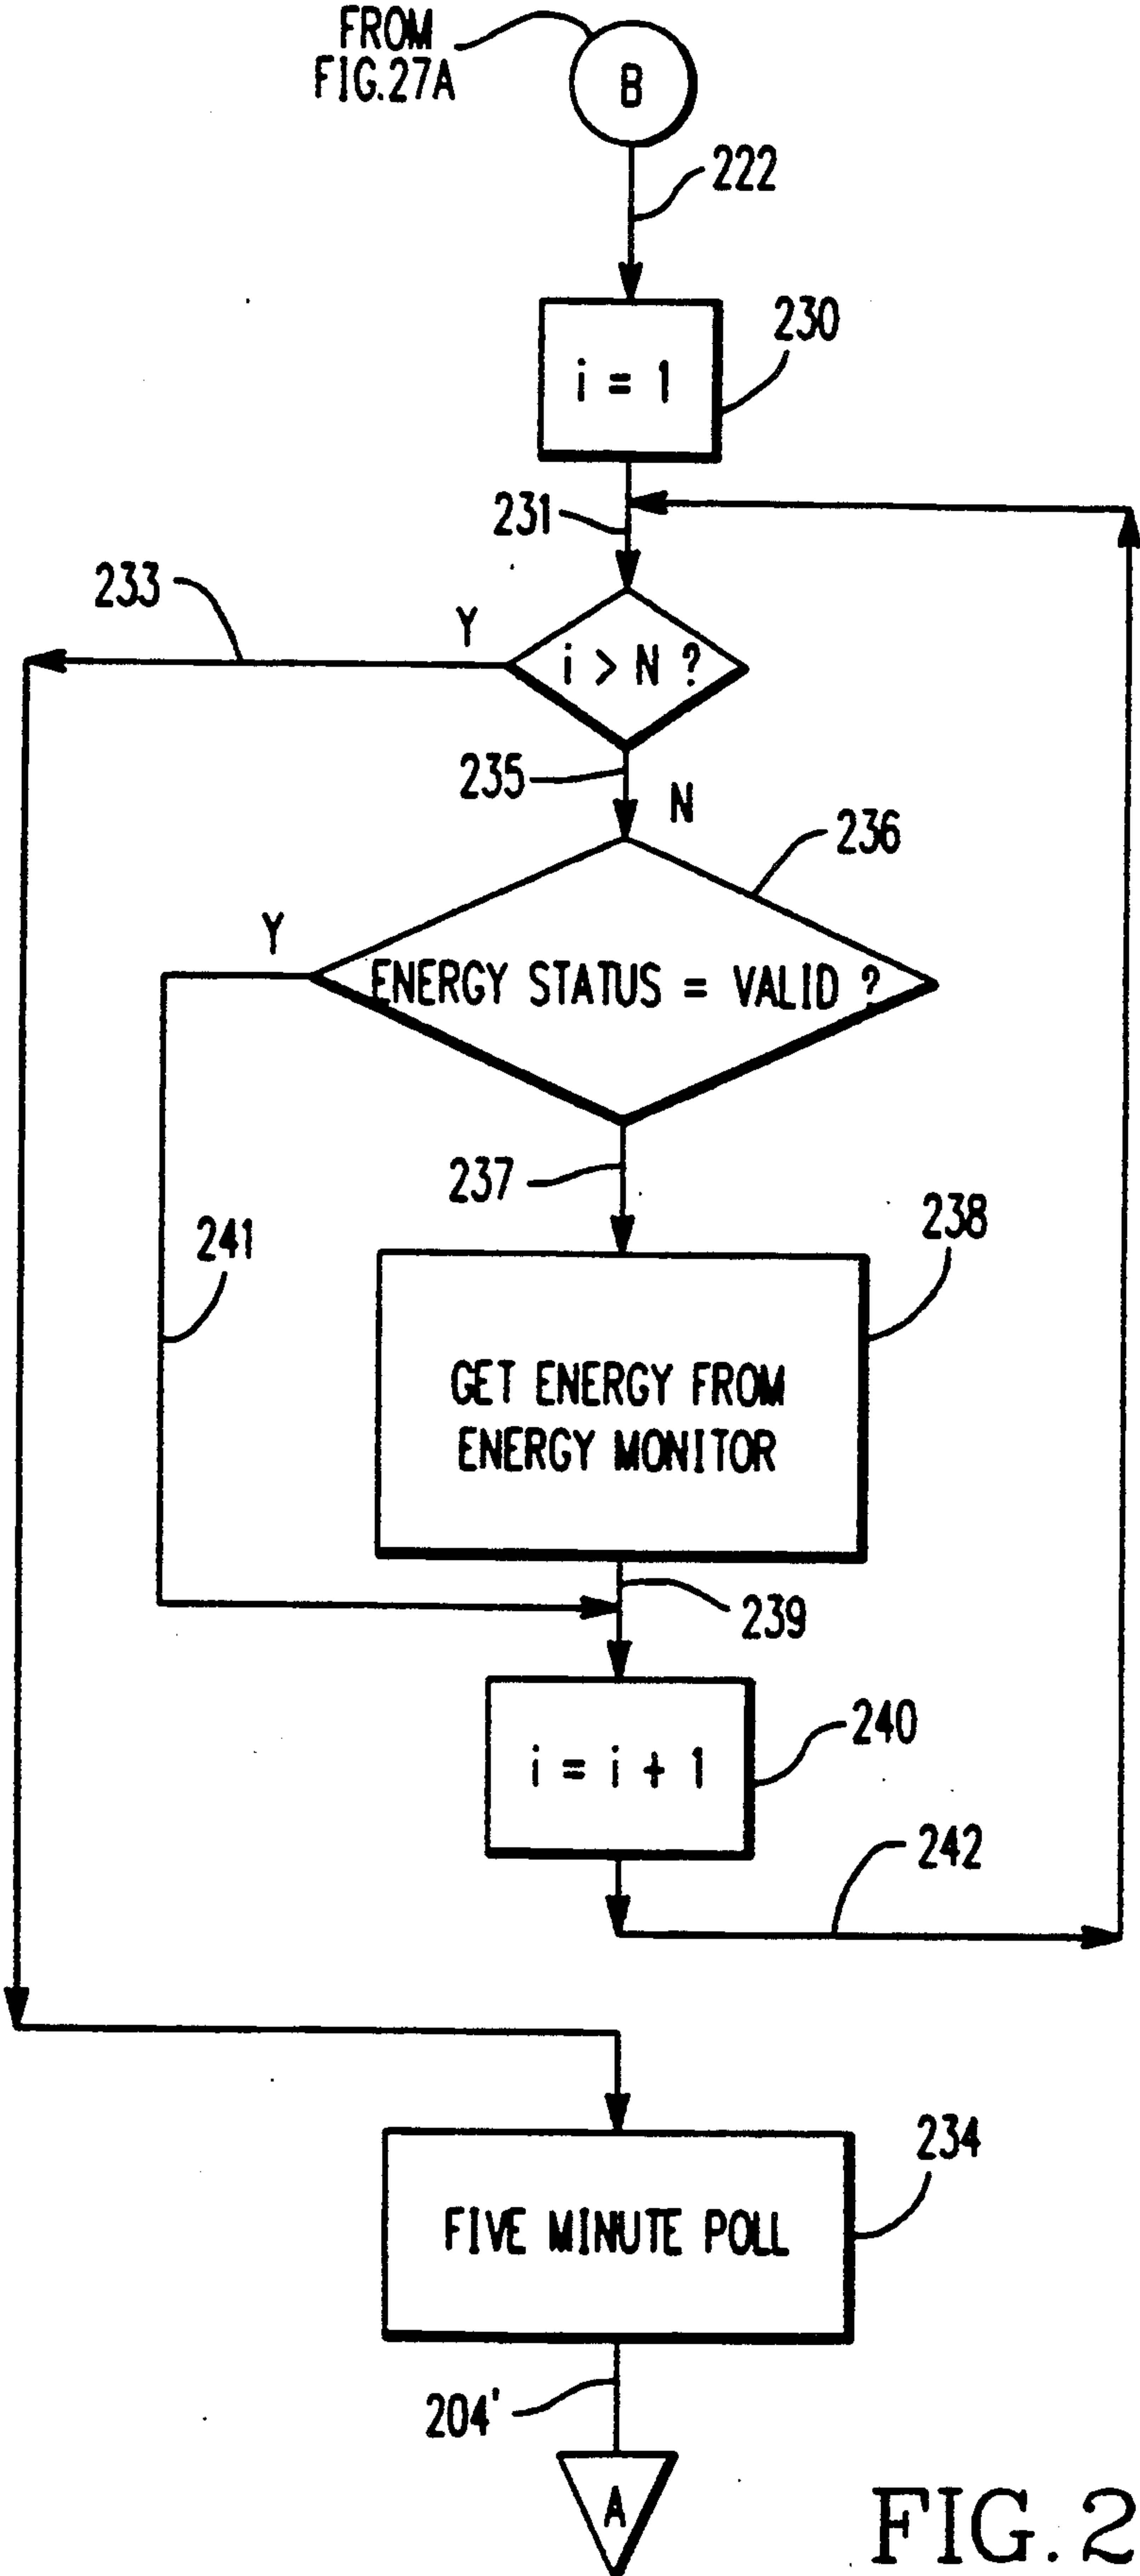 FROM
FIG.27A
B
222
230
i = 1
231
233
Y
i > N ?
235
N
236
Y
ENERGY STATUS = VALID ?
237
241
238
GET ENERGY FROM
ENERGY MONITOR
239
240
i = i + 1
242
234
FIVE MINUTE POLL
204'
A
FIG. 2